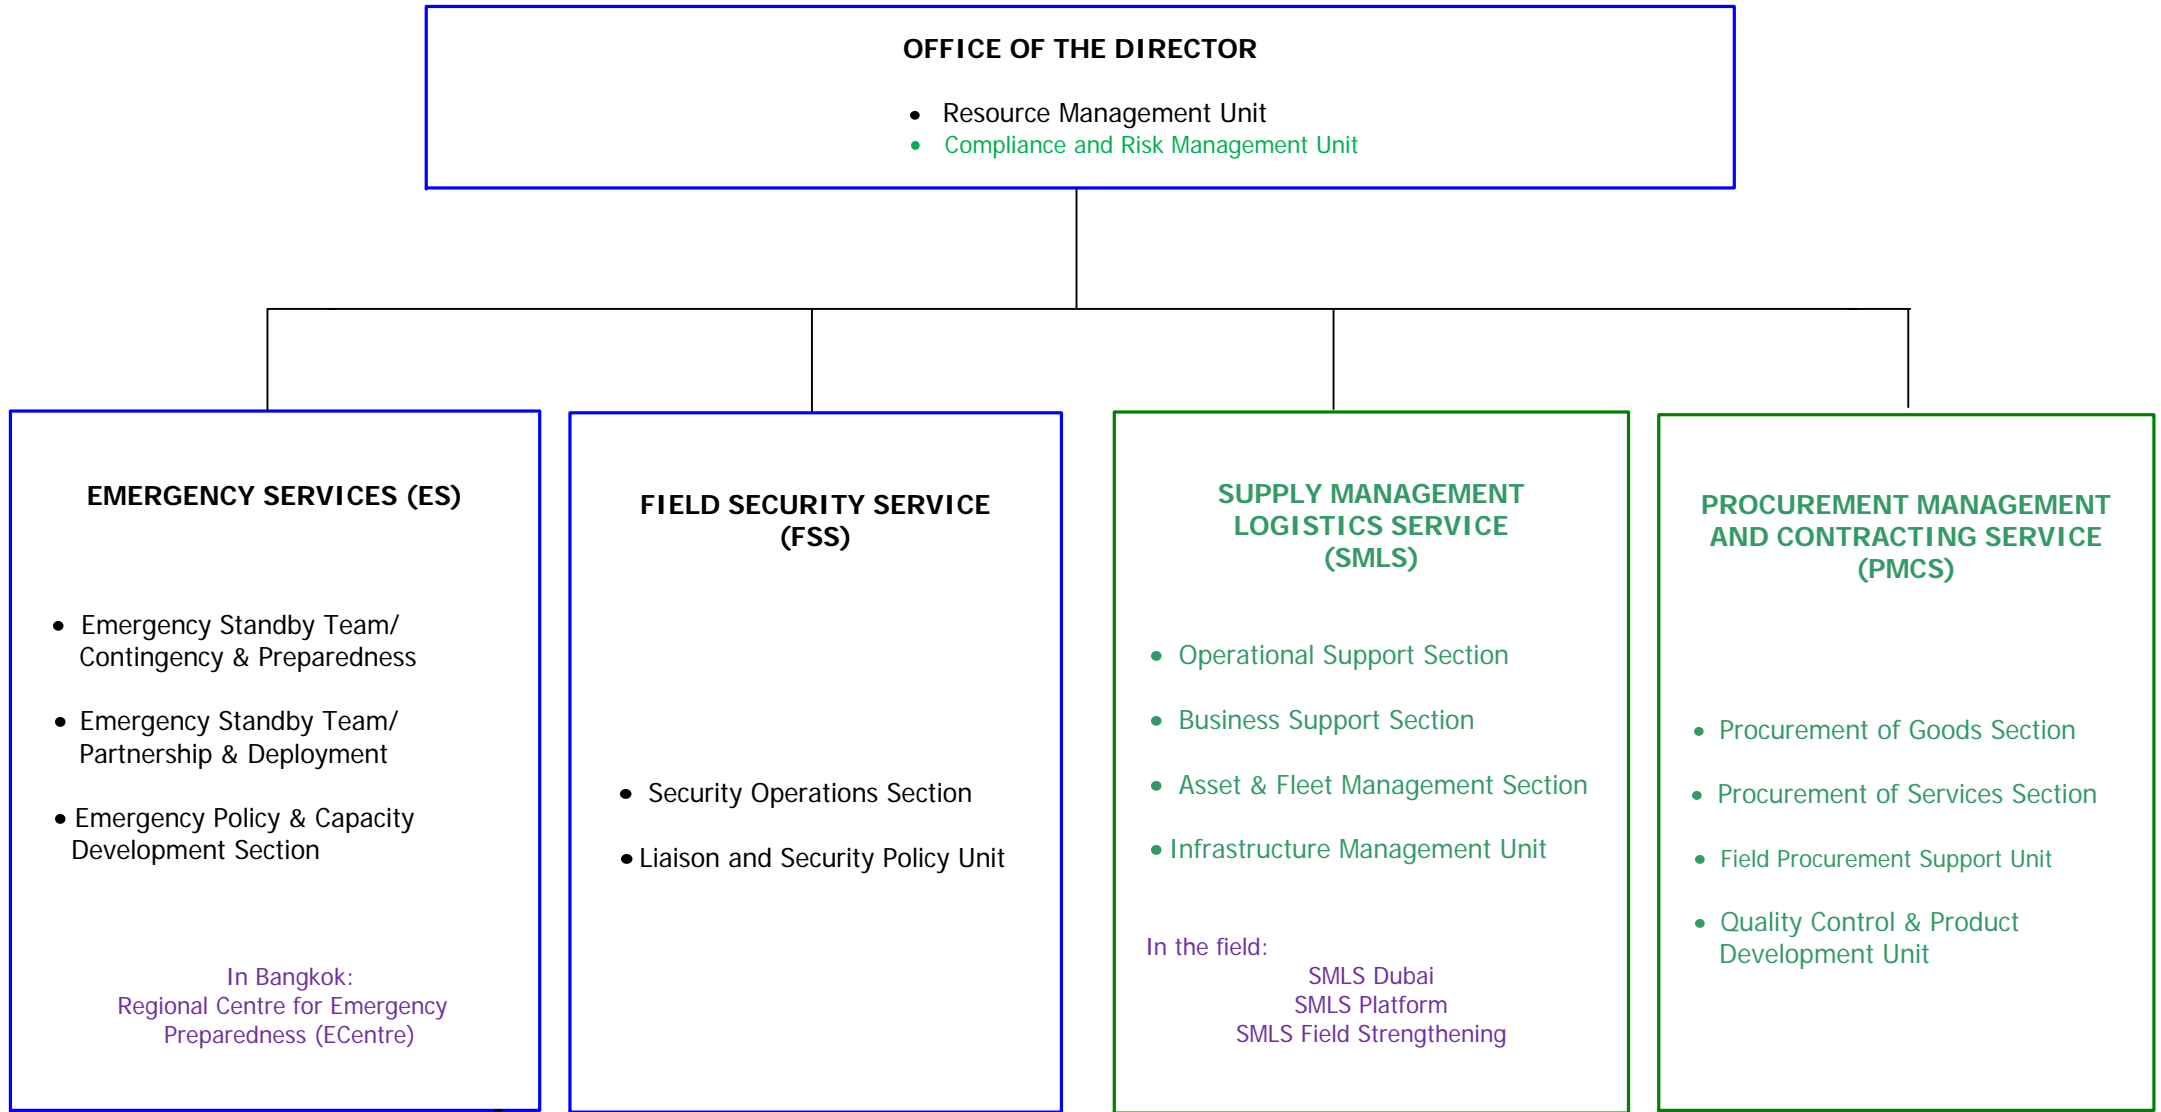 OFFICE OF THE DIRECTOR
• Resource Management Unit
• Compliance and Risk Management Unit
EMERGENCY SERVICES (ES)
• Emergency Standby Team/
Contingency & Preparedness
• Emergency Standby Team/
Partnership & Deployment
• Emergency Policy & Capacity
Development Section
In Bangkok:
Regional Centre for Emergency
Preparedness (ECentre)
FIELD SECURITY SERVICE
(FSS)
• Security Operations Section
• Liaison and Security Policy Unit
SUPPLY MANAGEMENT
LOGISTICS SERVICE
(SMLS)
• Operational Support Section
• Business Support Section
• Asset & Fleet Management Section
• Infrastructure Management Unit
In the field:
SMLS Dubai
SMLS Platform
SMLS Field Strengthening
PROCUREMENT MANAGEMENT
AND CONTRACTING SERVICE
(PMCS)
• Procurement of Goods Section
• Procurement of Services Section
• Field Procurement Support Unit
• Quality Control & Product
Development Unit